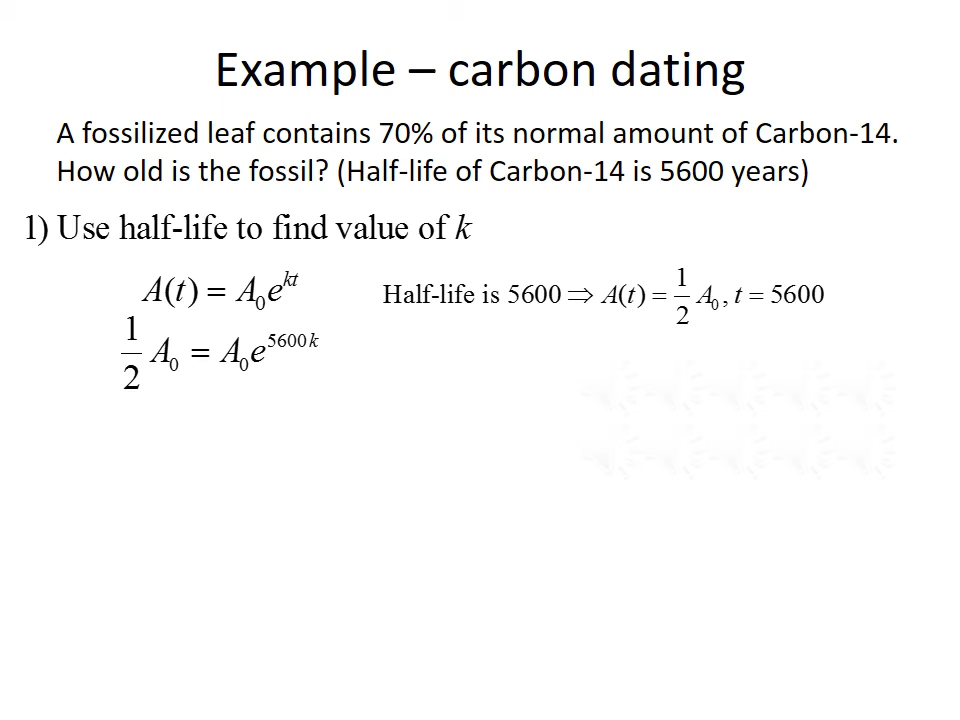 Example – carbon dating
A fossilized leaf contains 70% of its normal amount of Carbon-14.
How old is the fossil? (Half-life of Carbon-14 is 5600 years)
1) Use half-life to find value of k
A(t) = A₀e^{kt}
Half-life is 5600 ⇒ A(t) = 1/2 A₀, t = 5600
1/2 A₀ = A₀e^{5600k}